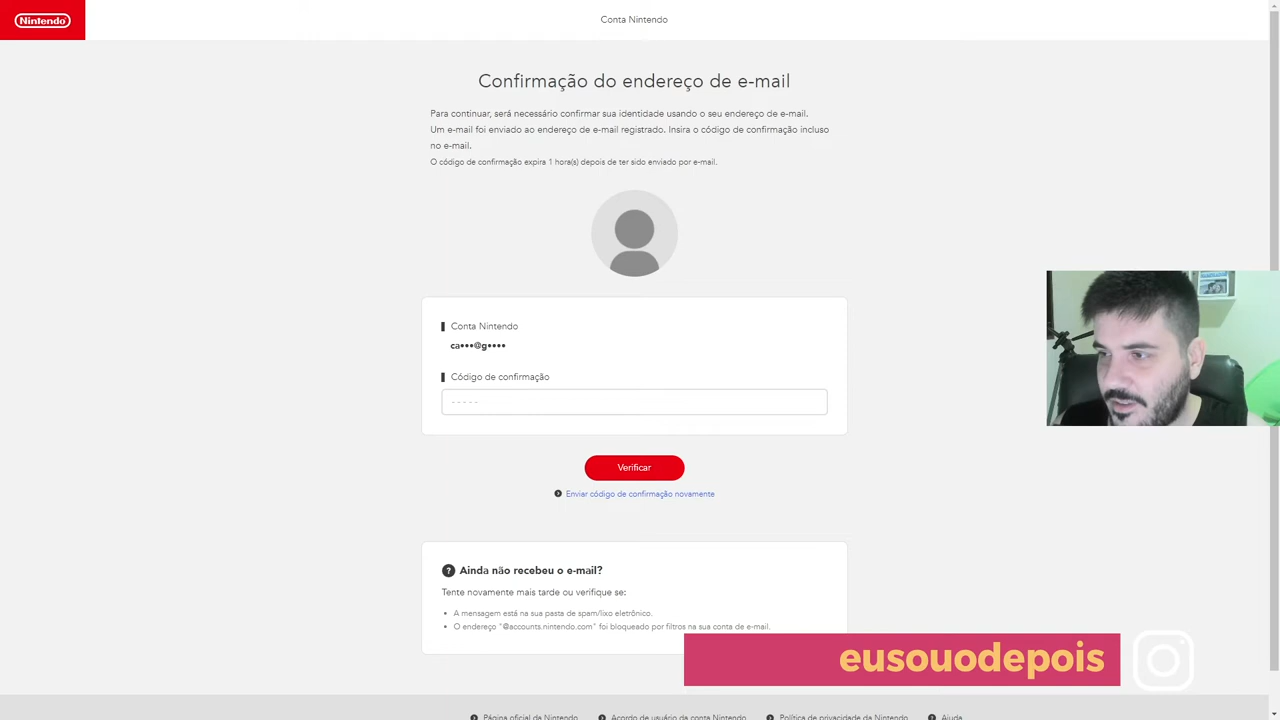 Nintendo
Conta Nintendo
Confirmação do endereço de e-mail
Para continuar, será necessário confirmar sua identidade usando o seu endereço de e-mail.
Um e-mail foi enviado ao endereço de e-mail registrado. Insira o código de confirmação incluso
no e-mail.
O código de confirmação expira 1 hora(s) depois de ter sido enviado por e-mail.
Conta Nintendo
ca•••@g••••
Código de confirmação
- - - - -
Verificar
Enviar código de confirmação novamente
? Ainda não recebeu o e-mail?
Tente novamente mais tarde ou verifique se:
• A mensagem está na sua pasta de spam/lixo eletrônico.
• O endereço "@accounts.nintendo.com" foi bloqueado por filtros na sua conta de e-mail.
eusouodepois
Página oficial da Nintendo
Acordo de usuário da conta Nintendo
Política de privacidade da Nintendo
Ajuda